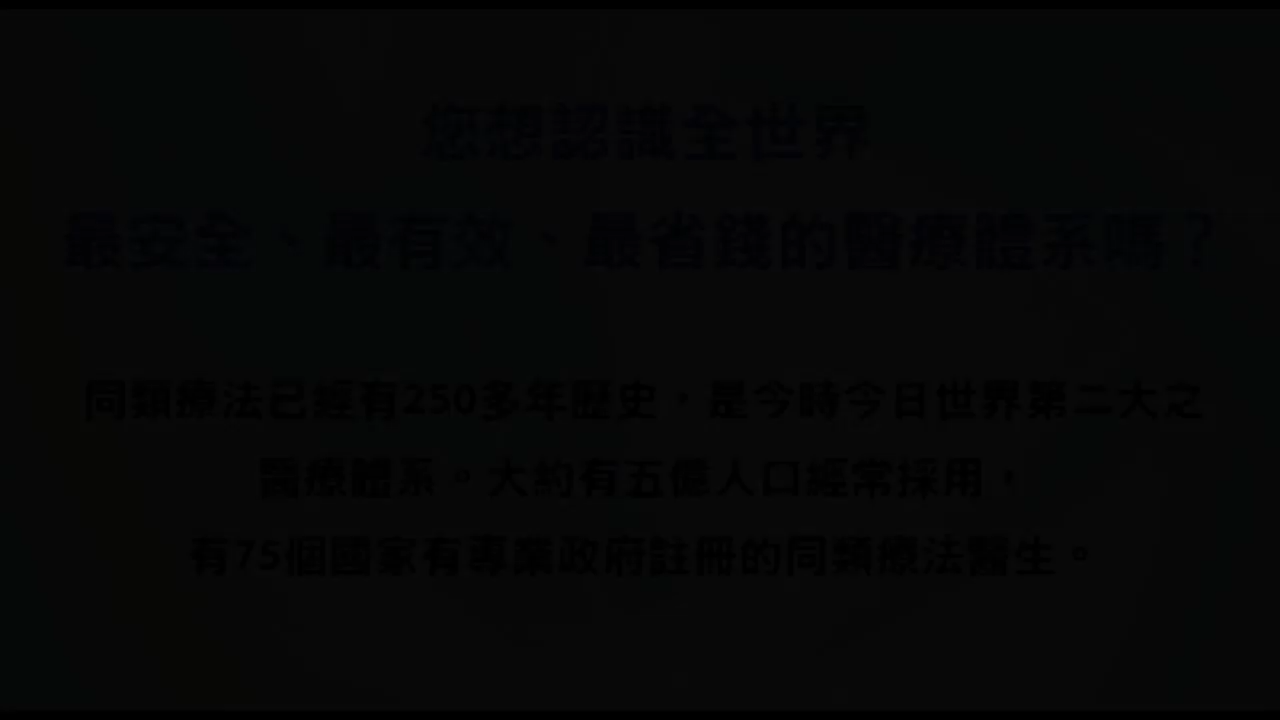 您想認識全世界
最安全、最有效、最省錢的醫療體系嗎？
同類療法已經有250多年歷史，是今時今日世界第二大之
醫療體系。大約有五億人口經常採用，
有75個國家有專業政府註冊的同類療法醫生。